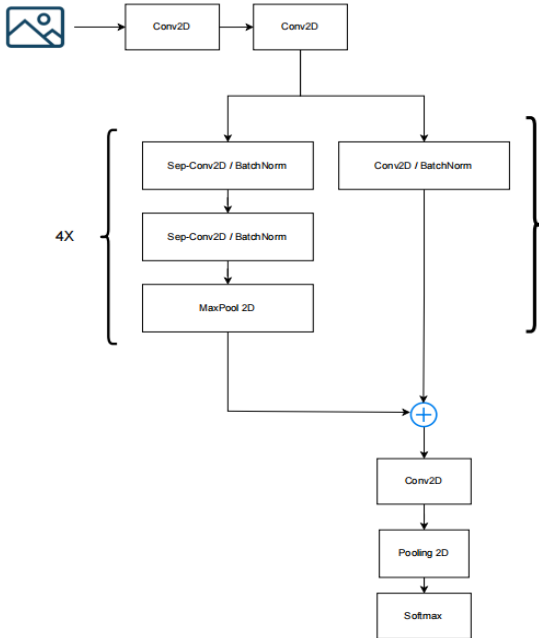 Conv2D
Conv2D
Sep-Conv2D / BatchNorm
Conv2D / BatchNorm
4X
Sep-Conv2D / BatchNorm
MaxPool 2D
Conv2D
Pooling 2D
Softmax